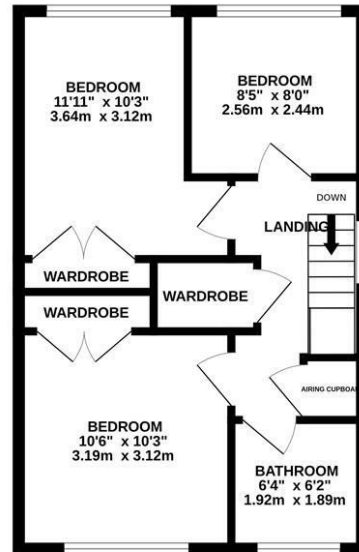 BEDROOM
11'11" x 10'3"
3.64m x 3.12m
BEDROOM
8'5" x 8'0"
2.56m x 2.44m
DOWN
LANDING
WARDROBE
WARDROBE
WARDROBE
AIRING CUPBOA
BEDROOM
10'6" x 10'3"
3.19m x 3.12m
BATHROOM
6'4" x 6'2"
1.92m x 1.89m